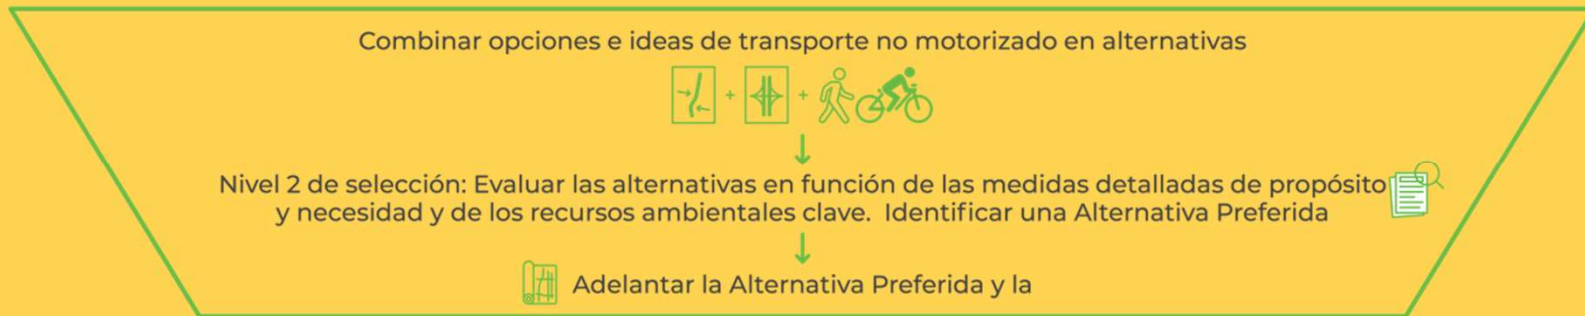 Combinar opciones e ideas de transporte no motorizado en alternativas
+ +
Nivel 2 de selección: Evaluar las alternativas en función de las medidas detalladas de propósito
y necesidad y de los recursos ambientales clave. Identificar una Alternativa Preferida
Adelantar la Alternativa Preferida y la